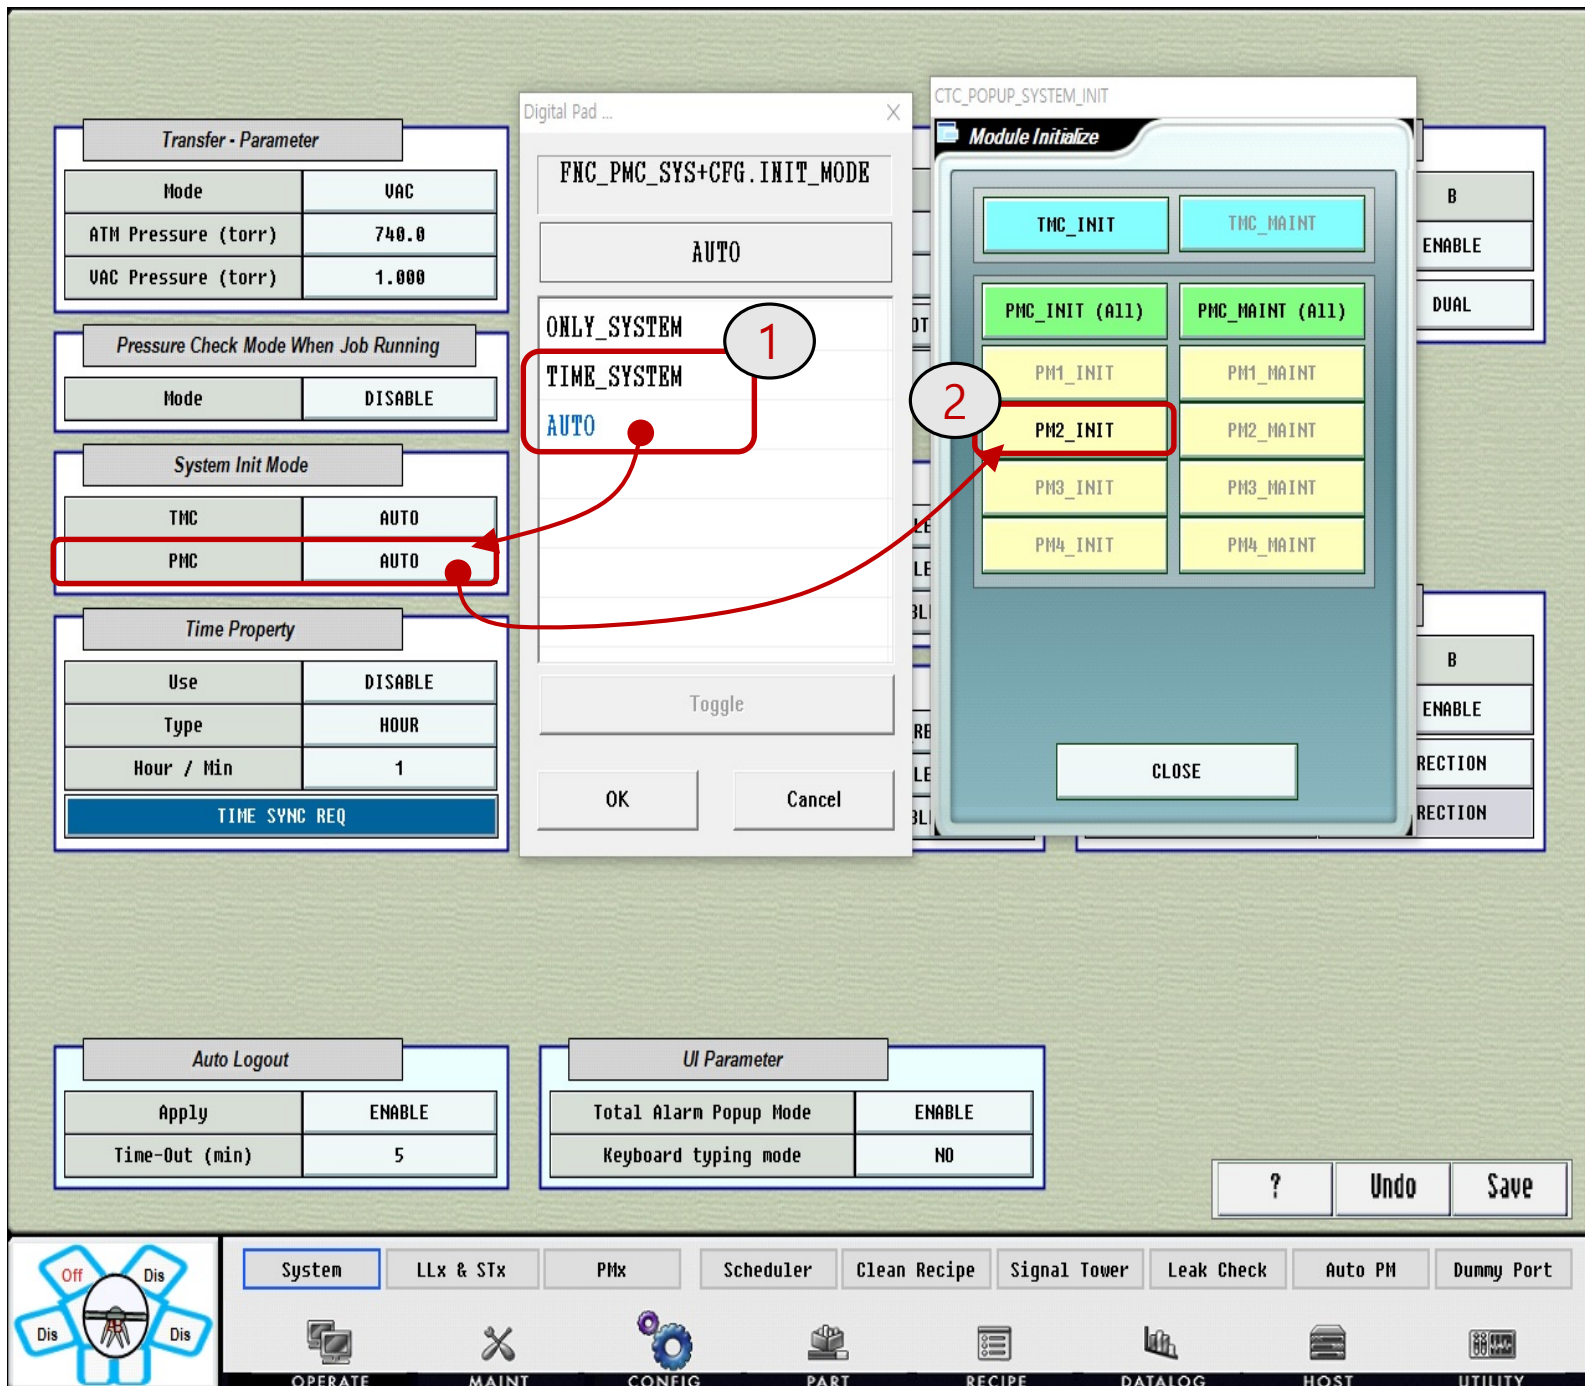 Transfer - Parameter
Mode VAC
ATM Pressure (torr) 740.0
VAC Pressure (torr) 1.000
Pressure Check Mode When Job Running
Mode DISABLE
System Init Mode
TMC AUTO
PMC AUTO
Time Property
Use DISABLE
Type HOUR
Hour / Min 1
TIME SYNC REQ
Digital Pad ...
X
FNC_PMC_SYS+CFG.INIT_MODE
AUTO
ONLY_SYSTEM
TIME_SYSTEM
AUTO
1
Toggle
OK Cancel
CTC_POPUP_SYSTEM_INIT
Module Initialize
TMC_INIT TMC_MAINT
PMC_INIT (All) PMC_MAINT (All)
PM1_INIT PM1_MAINT
2
PM2_INIT PM2_MAINT
PM3_INIT PM3_MAINT
PM4_INIT PM4_MAINT
CLOSE
B
ENABLE
DUAL
B
ENABLE
RECTION
RECTION
Auto Logout
Apply ENABLE
Time-Out (min) 5
UI Parameter
Total Alarm Popup Mode ENABLE
Keyboard typing mode NO
? Undo Save
Off Dis
Dis Dis
System LLx & STx PMx Scheduler Clean Recipe Signal Tower Leak Check Auto PM Dummy Port
OPERATE MAINT CONFIG PART RECIPE DATALOG HOST UTILITY